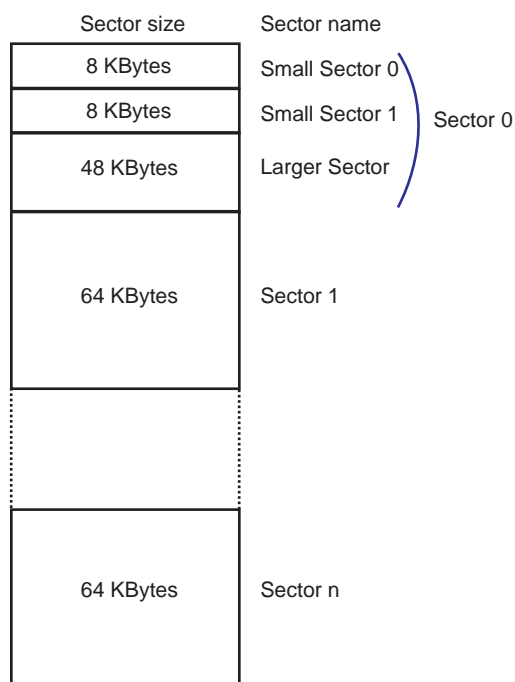 Sector size Sector name
8 KBytes Small Sector 0
8 KBytes Small Sector 1 Sector 0
48 KBytes Larger Sector
64 KBytes Sector 1
64 KBytes Sector n